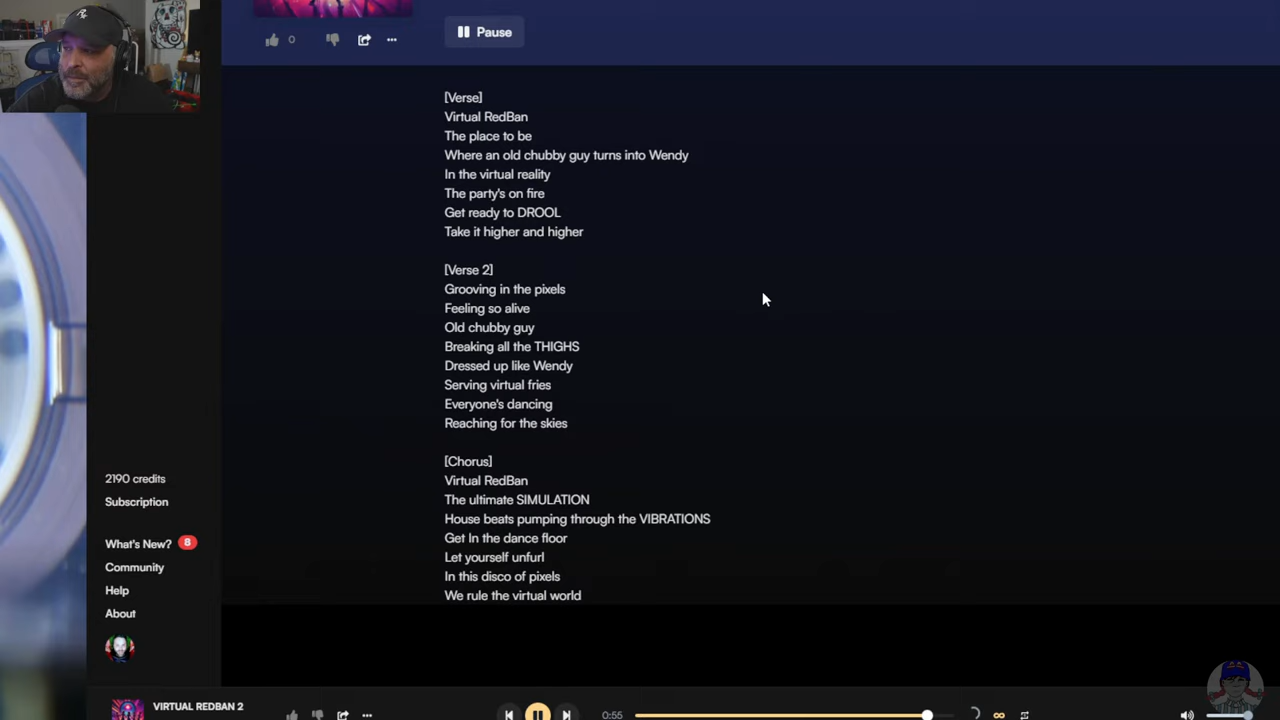 0
Pause
[Verse]
Virtual RedBan
The place to be
Where an old chubby guy turns into Wendy
In the virtual reality
The party's on fire
Get ready to DROOL
Take it higher and higher
[Verse 2]
Grooving in the pixels
Feeling so alive
Old chubby guy
Breaking all the THIGHS
Dressed up like Wendy
Serving virtual fries
Everyone's dancing
Reaching for the skies
[Chorus]
Virtual RedBan
The ultimate SIMULATION
House beats pumping through the VIBRATIONS
Get In the dance floor
Let yourself unfurl
In this disco of pixels
We rule the virtual world
2190 credits
Subscription
What's New? 8
Community
Help
About
VIRTUAL REDBAN 2
0:55